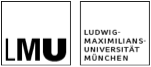 LMU
LUDWIG-
MAXIMILIANS-
UNIVERSITÄT
MÜNCHEN